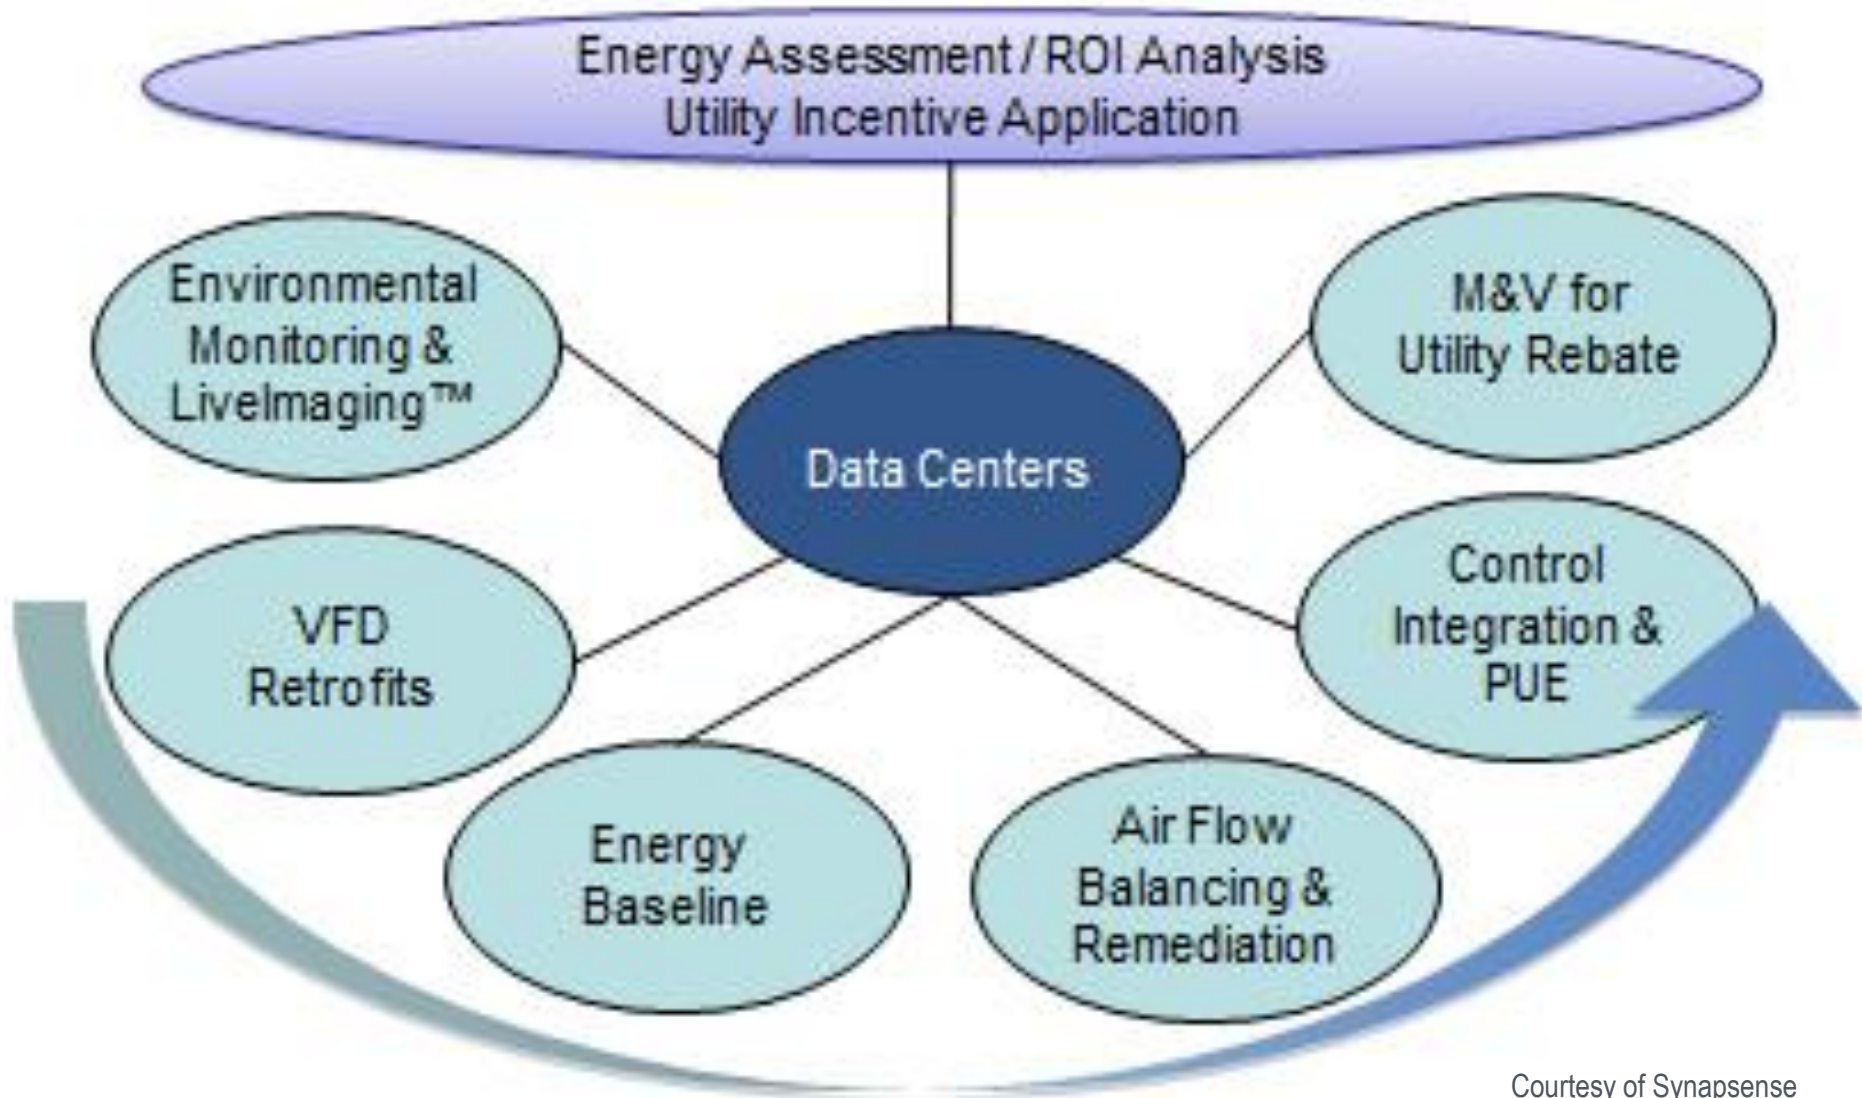 Energy Assessment / ROI Analysis
Utility Incentive Application
Environmental
Monitoring &
LiveImaging™
M&V for
Utility Rebate
Data Centers
VFD
Retrofits
Control
Integration &
PUE
Energy
Baseline
Air Flow
Balancing &
Remediation
Courtesy of Synapsense